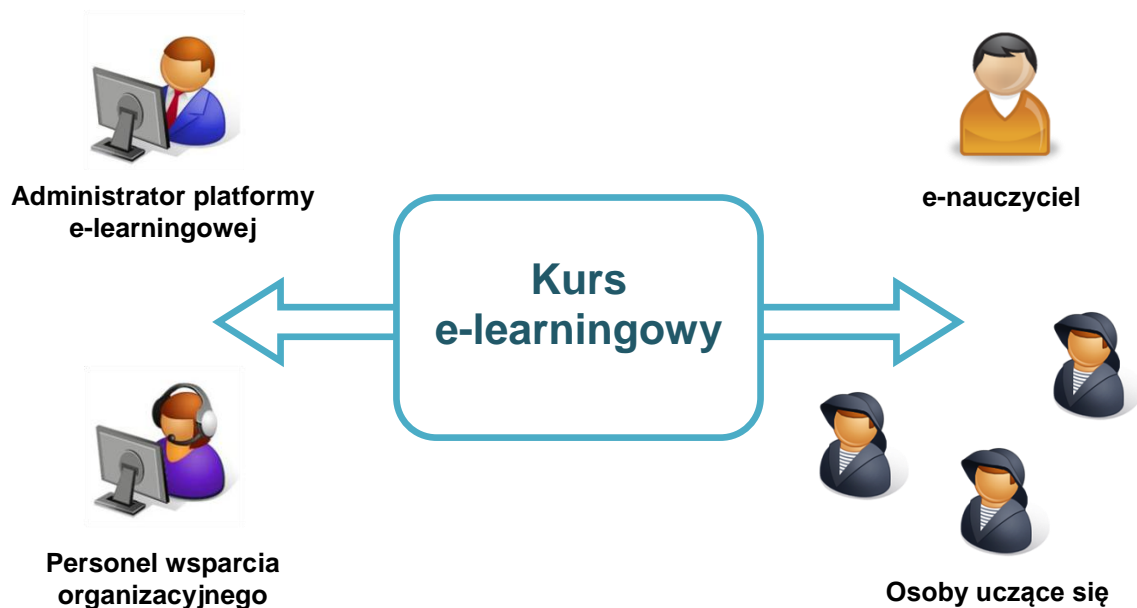 Administrator platformy
e-learningowej
e-nauczyciel
Kurs
e-learningowy
Personel wsparcia
organizacyjnego
Osoby uczące się